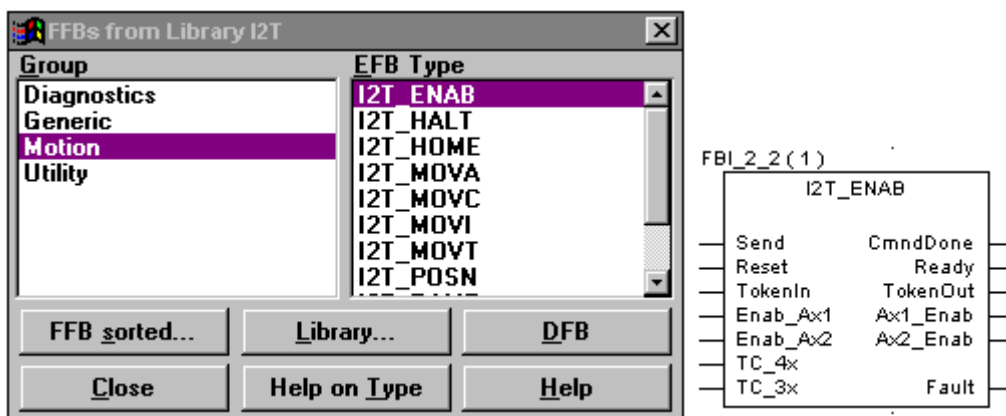 FFBs from Library I2T
Group
EFB Type
Diagnostics
Generic
Motion
Utility
I2T_ENAB
I2T_HALT
I2T_HOME
I2T_MOVA
I2T_MOVC
I2T_MOVI
I2T_MOVT
I2T_POSN
FFB sorted...
Library...
DFB
Close
Help on Type
Help
FBI_2_2(1)
I2T_ENAB
Send CmndDone
Reset Ready
TokenIn TokenOut
Enab_Ax1 Ax1_Enab
Enab_Ax2 Ax2_Enab
TC_4x
TC_3x Fault